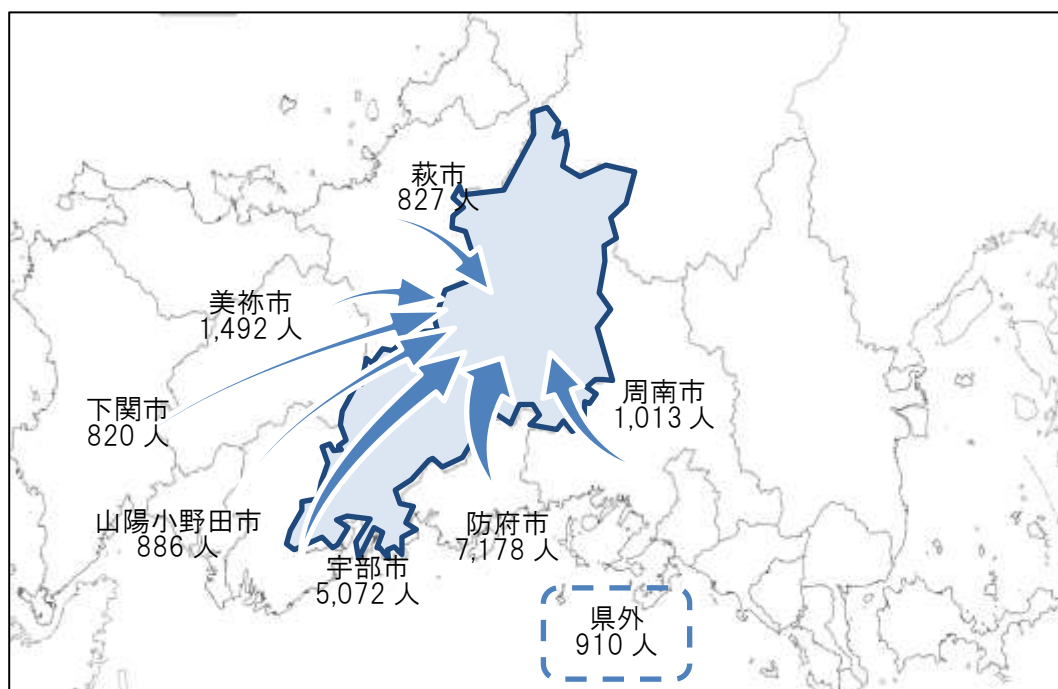 萩市
827 人
美祢市
1,492 人
下関市
820 人
周南市
1,013 人
山陽小野田市
886 人
防府市
7,178 人
宇部市
5,072 人
県外
910 人